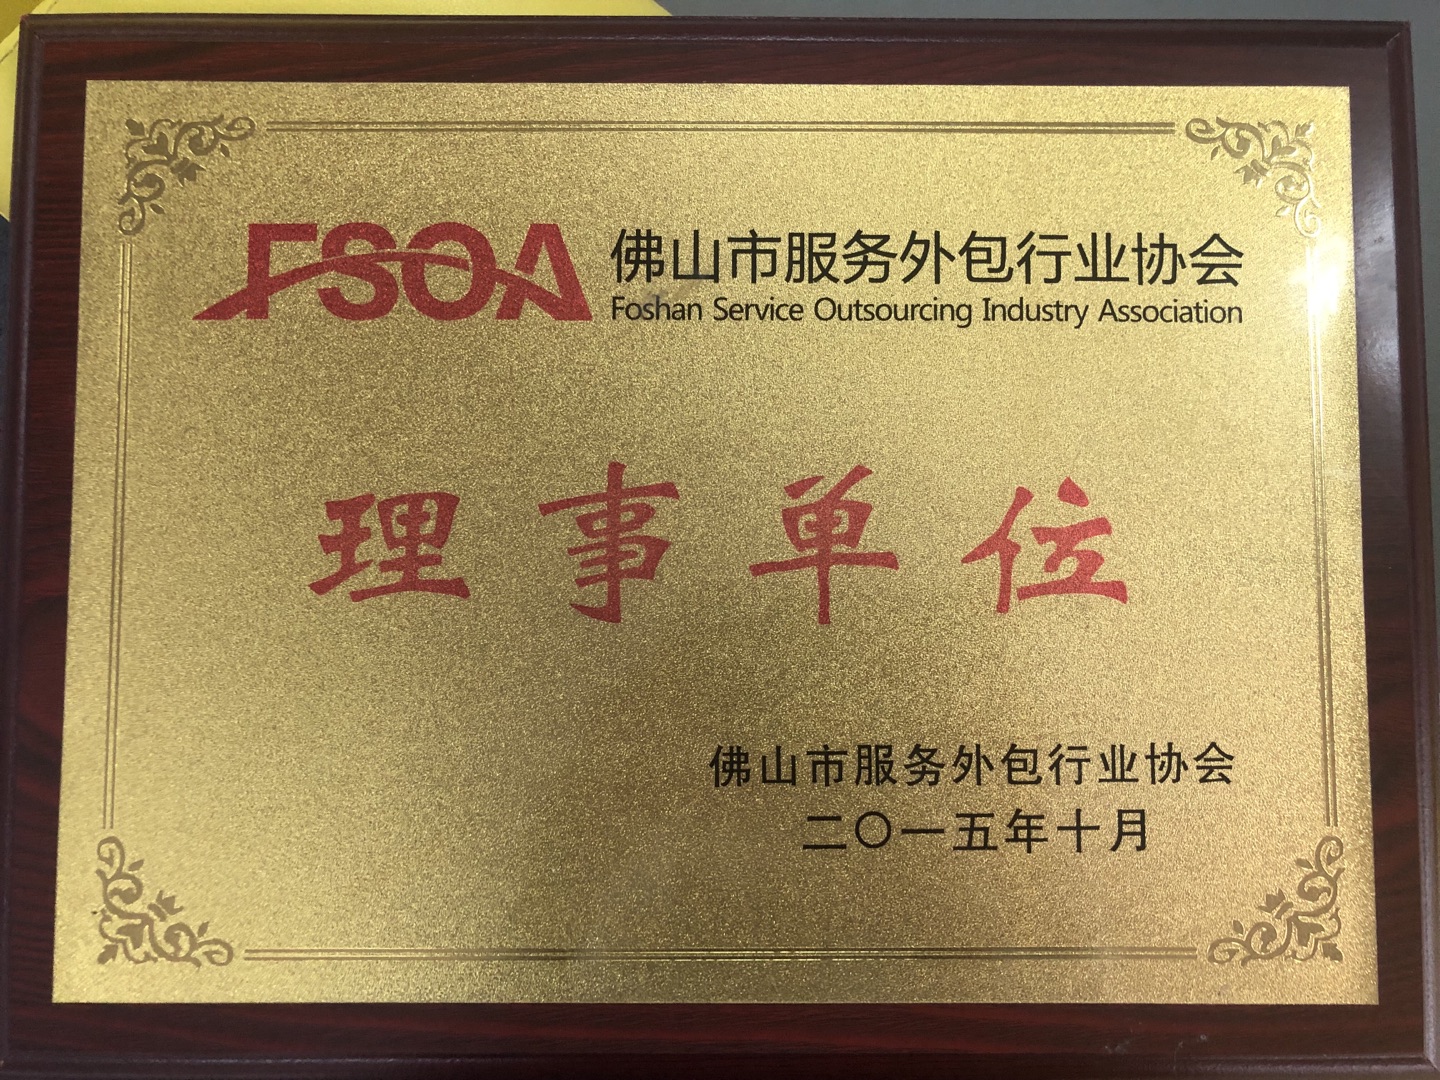 FSOA 佛山市服务外包行业协会
Foshan Service Outsourcing Industry Association
理事单位
佛山市服务外包行业协会
二〇一五年十月